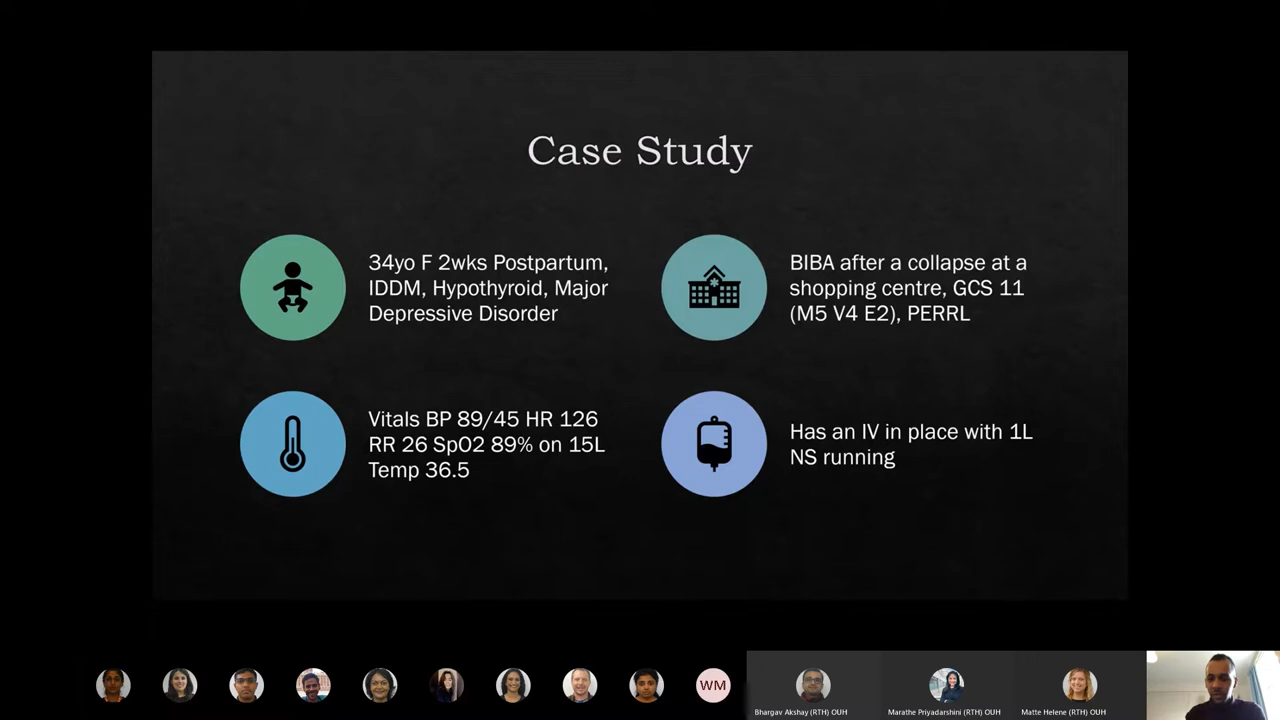 Case Study
34yo F 2wks Postpartum,
IDDM, Hypothyroid, Major
Depressive Disorder
BIBA after a collapse at a
shopping centre, GCS 11
(M5 V4 E2), PERRL
Vitals BP 89/45 HR 126
RR 26 Sp02 89% on 15L
Temp 36.5
Has an IV in place with 1L
NS running
WM
Bhargav Akshay (RTH) OUH
Marathe Priyadarshini (RTH) OUH
Matte Helene (RTH) OUH